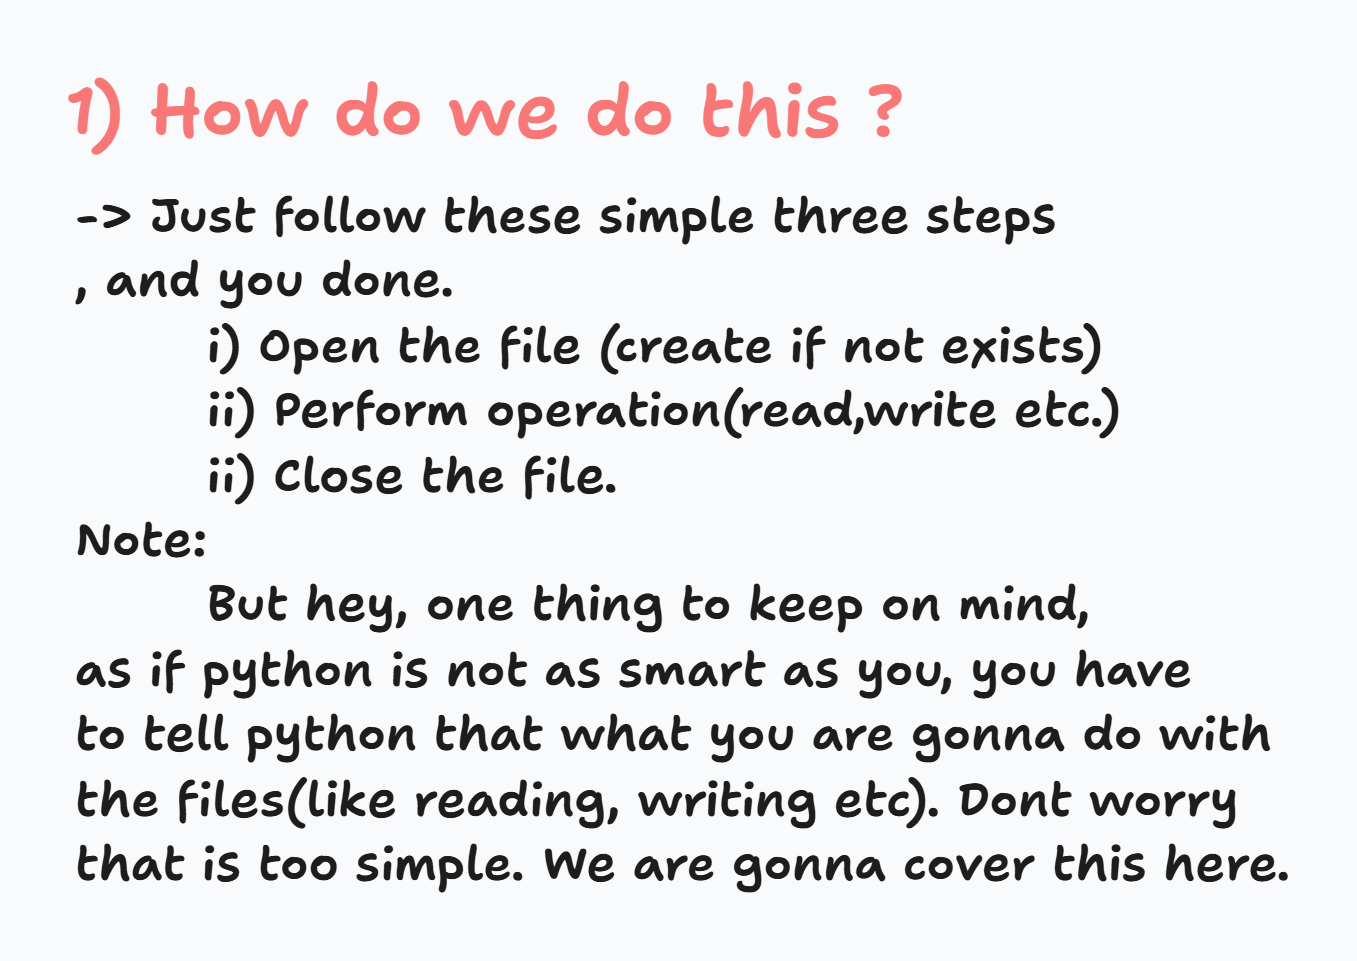 1) How do we do this ?
-> Just follow these simple three steps
, and you done.
i) Open the file (create if not exists)
ii) Perform operation(read,write etc.)
ii) Close the file.
Note:
But hey, one thing to keep on mind,
as if python is not as smart as you, you have
to tell python that what you are gonna do with
the files(like reading, writing etc). Dont worry
that is too simple. We are gonna cover this here.